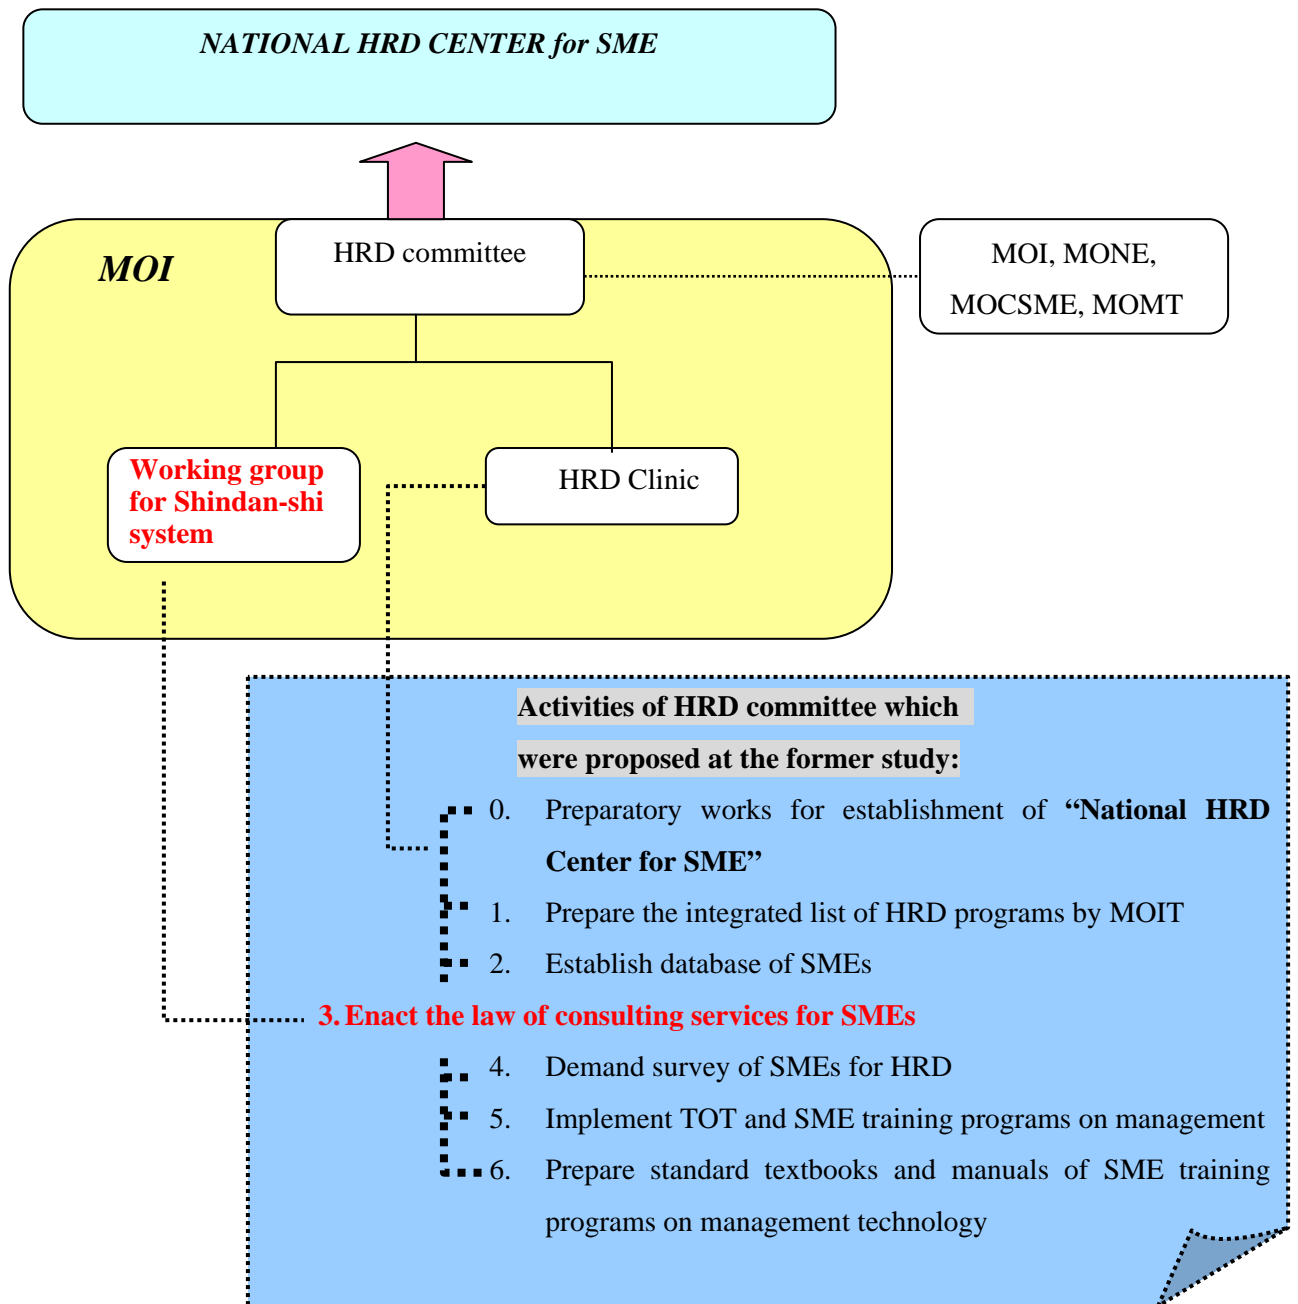 NATIONAL HRD CENTER for SME
MOI
HRD committee
MOI, MONE,
MOCSME, MOMT
Working group
for Shindan-shi
system
HRD Clinic
Activities of HRD committee which
were proposed at the former study:
0. Preparatory works for establishment of “National HRD
Center for SME”
1. Prepare the integrated list of HRD programs by MOIT
2. Establish database of SMEs
3. Enact the law of consulting services for SMEs
4. Demand survey of SMEs for HRD
5. Implement TOT and SME training programs on management
6. Prepare standard textbooks and manuals of SME training
programs on management technology